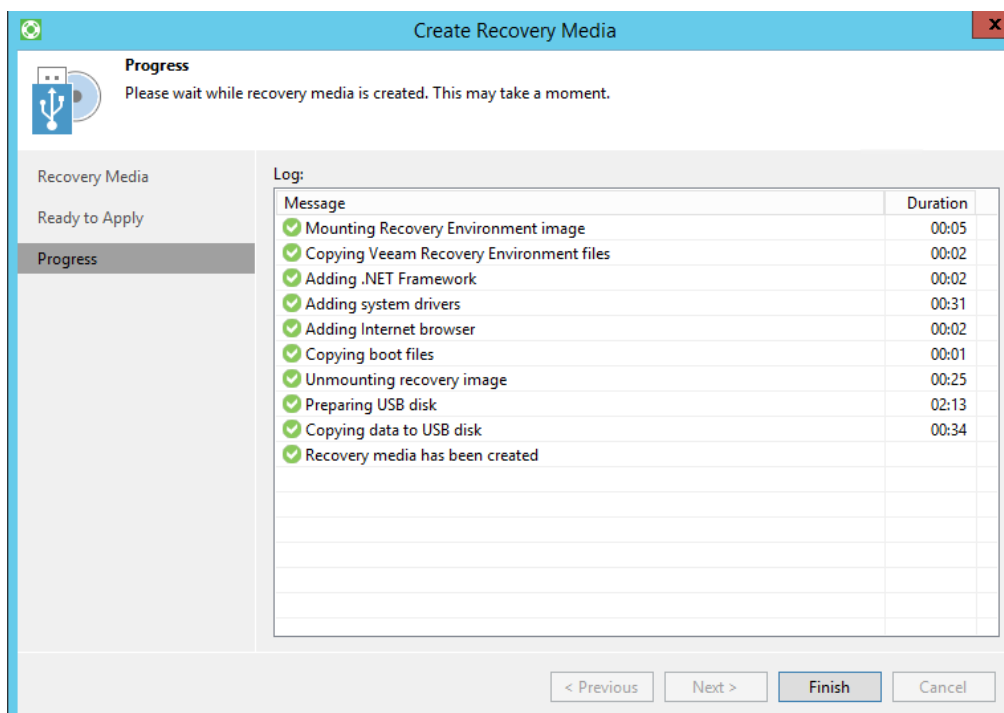 Create Recovery Media
x
Progress
Please wait while recovery media is created. This may take a moment.
Recovery Media
Ready to Apply
Progress
Log:
Message Duration
Mounting Recovery Environment image 00:05
Copying Veeam Recovery Environment files 00:02
Adding .NET Framework 00:02
Adding system drivers 00:31
Adding Internet browser 00:02
Copying boot files 00:01
Unmounting recovery image 00:25
Preparing USB disk 02:13
Copying data to USB disk 00:34
Recovery media has been created
< Previous Next > Finish Cancel